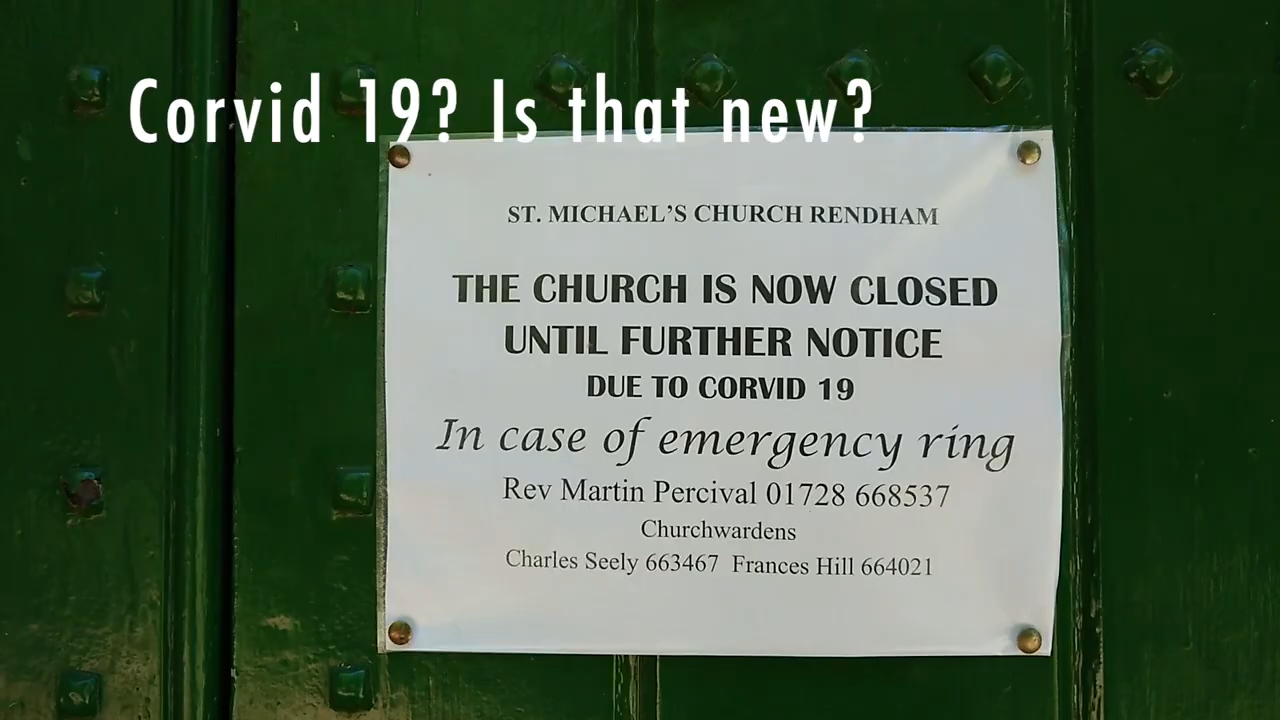 Corvid 19? Is that new?
ST. MICHAEL'S CHURCH RENDHAM
THE CHURCH IS NOW CLOSED
UNTIL FURTHER NOTICE
DUE TO CORVID 19
In case of emergency ring
Rev Martin Percival 01728 668537
Churchwardens
Charles Seely 663467 Frances Hill 664021